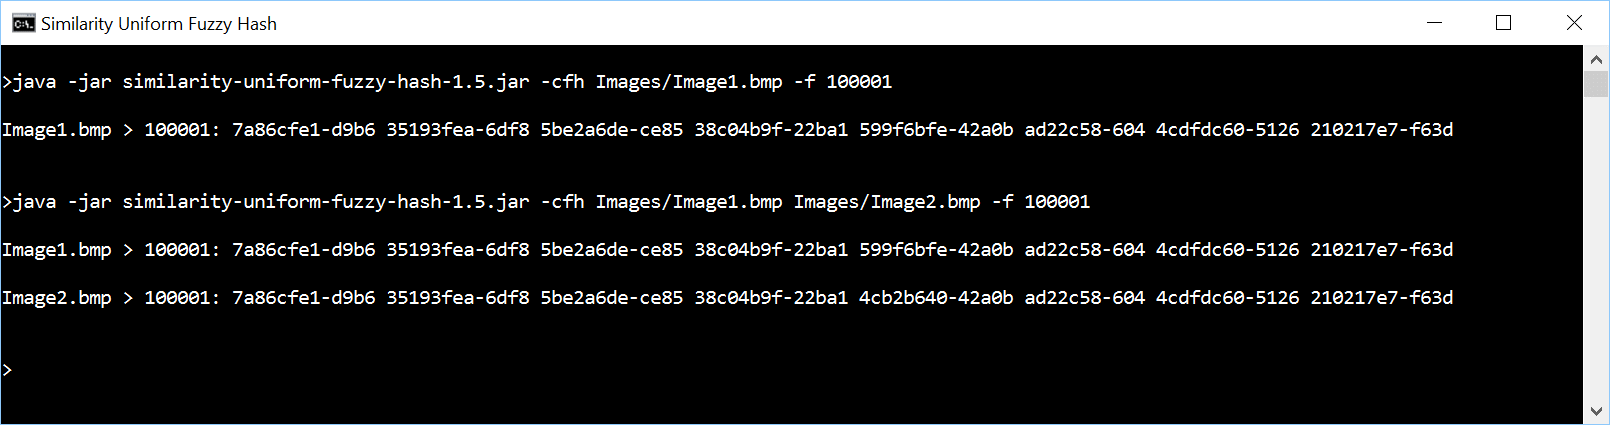 Similarity Uniform Fuzzy Hash
>java -jar similarity-uniform-fuzzy-hash-1.5.jar -cfh Images/Image1.bmp -f 100001
Image1.bmp > 100001: 7a86cfe1-d9b6 35193fea-6df8 5be2a6de-ce85 38c04b9f-22ba1 599f6bfe-42a0b ad22c58-604 4cdfdc60-5126 210217e7-f63d
>java -jar similarity-uniform-fuzzy-hash-1.5.jar -cfh Images/Image1.bmp Images/Image2.bmp -f 100001
Image1.bmp > 100001: 7a86cfe1-d9b6 35193fea-6df8 5be2a6de-ce85 38c04b9f-22ba1 599f6bfe-42a0b ad22c58-604 4cdfdc60-5126 210217e7-f63d
Image2.bmp > 100001: 7a86cfe1-d9b6 35193fea-6df8 5be2a6de-ce85 38c04b9f-22ba1 4cb2b640-42a0b ad22c58-604 4cdfdc60-5126 210217e7-f63d
>